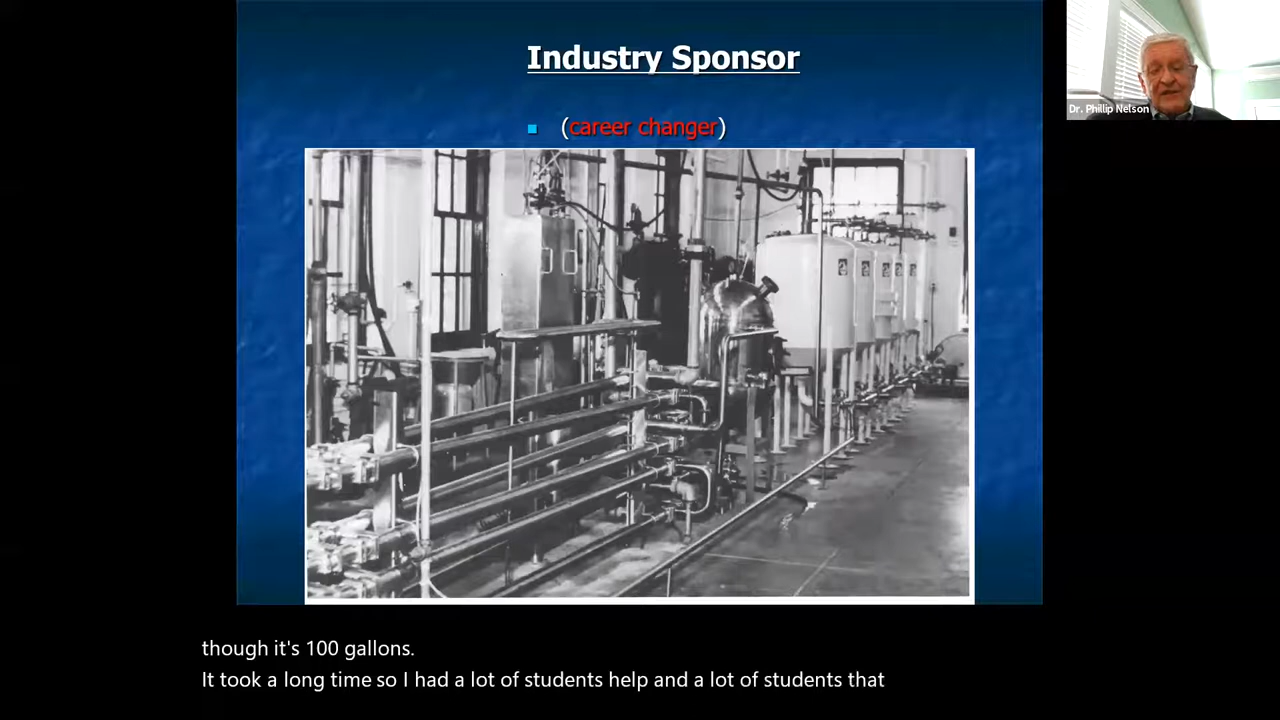 Industry Sponsor
(career changer)
Dr. Phillip Nelson
though it's 100 gallons.
It took a long time so I had a lot of students help and a lot of students that